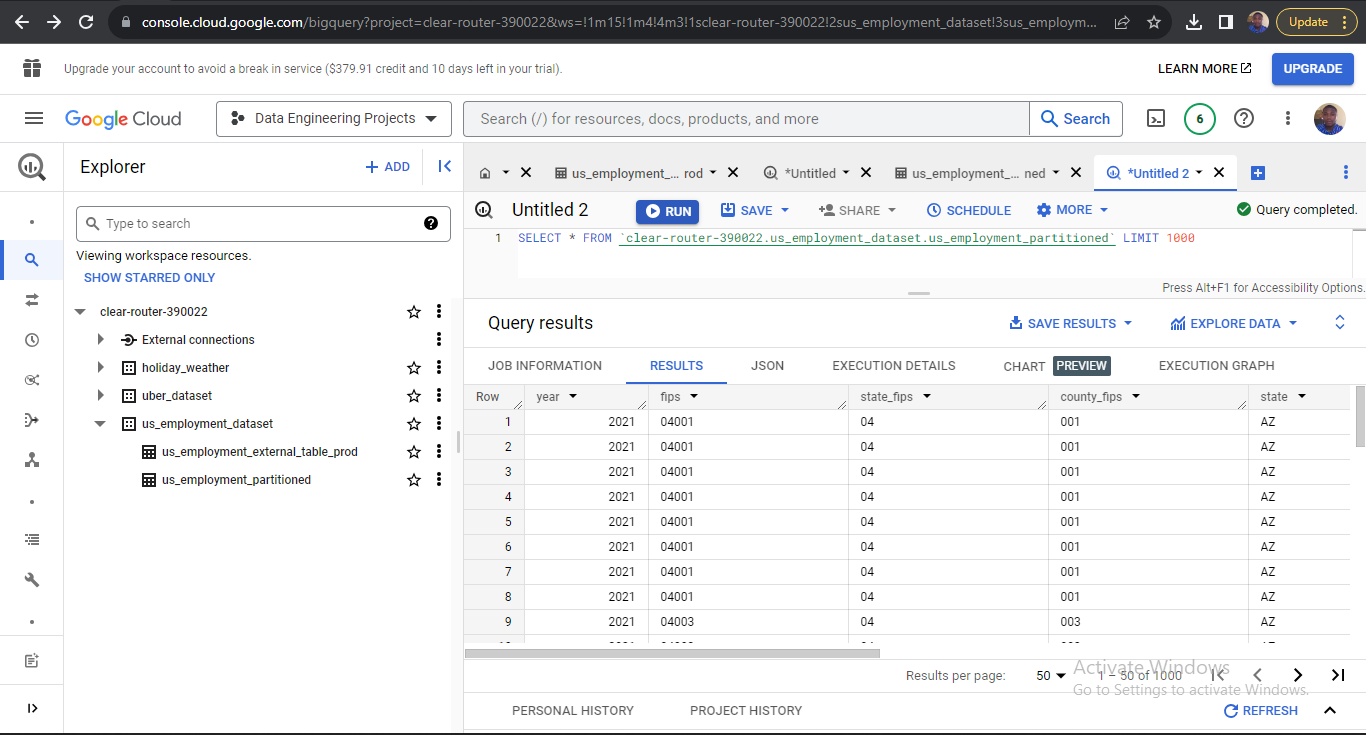 console.cloud.google.com/bigquery?project=clear-router-390022&ws=!1m15!1m4!4m3!1sclear-router-390022!2sus_employment_dataset!3sus_employm...
Update
Upgrade your account to avoid a break in service ($379.91 credit and 10 days left in your trial).
LEARN MORE
UPGRADE
Google Cloud
Data Engineering Projects
Search (/) for resources, docs, products, and more
Search
6
Explorer
+ ADD
us_employment_... rod
*Untitled
us_employment_... ned
*Untitled 2
Type to search
Viewing workspace resources.
SHOW STARRED ONLY
clear-router-390022
External connections
holiday_weather
uber_dataset
us_employment_dataset
us_employment_external_table_prod
us_employment_partitioned
Untitled 2
RUN
SAVE
SHARE
SCHEDULE
MORE
Query completed.
1 SELECT * FROM `clear-router-390022.us_employment_dataset.us_employment_partitioned` LIMIT 1000
Press Alt+F1 for Accessibility Options.
Query results
SAVE RESULTS
EXPLORE DATA
JOB INFORMATION
RESULTS
JSON
EXECUTION DETAILS
CHART PREVIEW
EXECUTION GRAPH
Row year fips state_fips county_fips state
1 2021 04001 04 001 AZ
2 2021 04001 04 001 AZ
3 2021 04001 04 001 AZ
4 2021 04001 04 001 AZ
5 2021 04001 04 001 AZ
6 2021 04001 04 001 AZ
7 2021 04001 04 001 AZ
8 2021 04001 04 001 AZ
9 2021 04003 04 003 AZ
Results per page: 50 1 – 50 of 1000
Activate Windows
Go to Settings to activate Windows.
PERSONAL HISTORY
PROJECT HISTORY
REFRESH